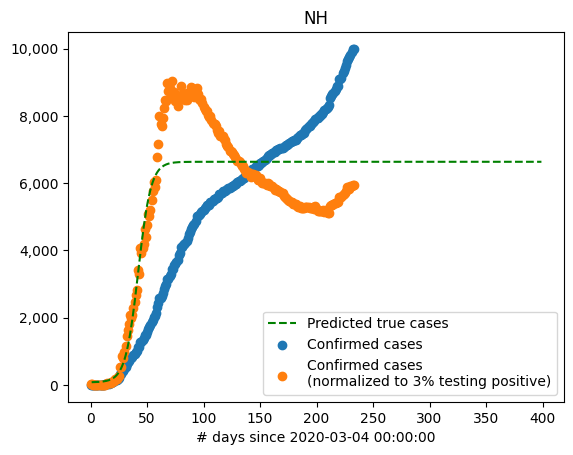 NH
10,000
8,000
6,000
4,000
2,000
0
0 50 100 150 200 250 300 350 400
# days since 2020-03-04 00:00:00
Predicted true cases
Confirmed cases
Confirmed cases
(normalized to 3% testing positive)